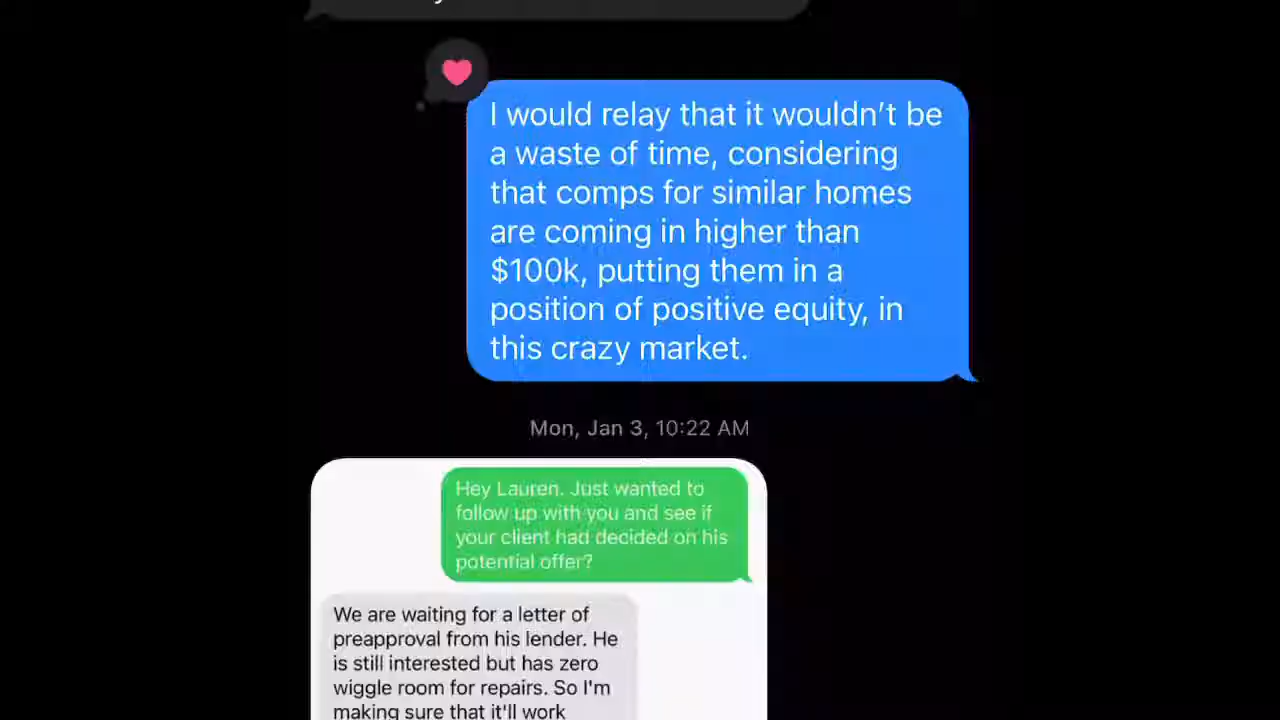 I would relay that it wouldn't be
a waste of time, considering
that comps for similar homes
are coming in higher than
$100k, putting them in a
position of positive equity, in
this crazy market.
Mon, Jan 3, 10:22 AM
Hey Lauren. Just wanted to
follow up with you and see if
your client had decided on his
potential offer?
We are waiting for a letter of
preapproval from his lender. He
is still interested but has zero
wiggle room for repairs. So I'm
making sure that it'll work